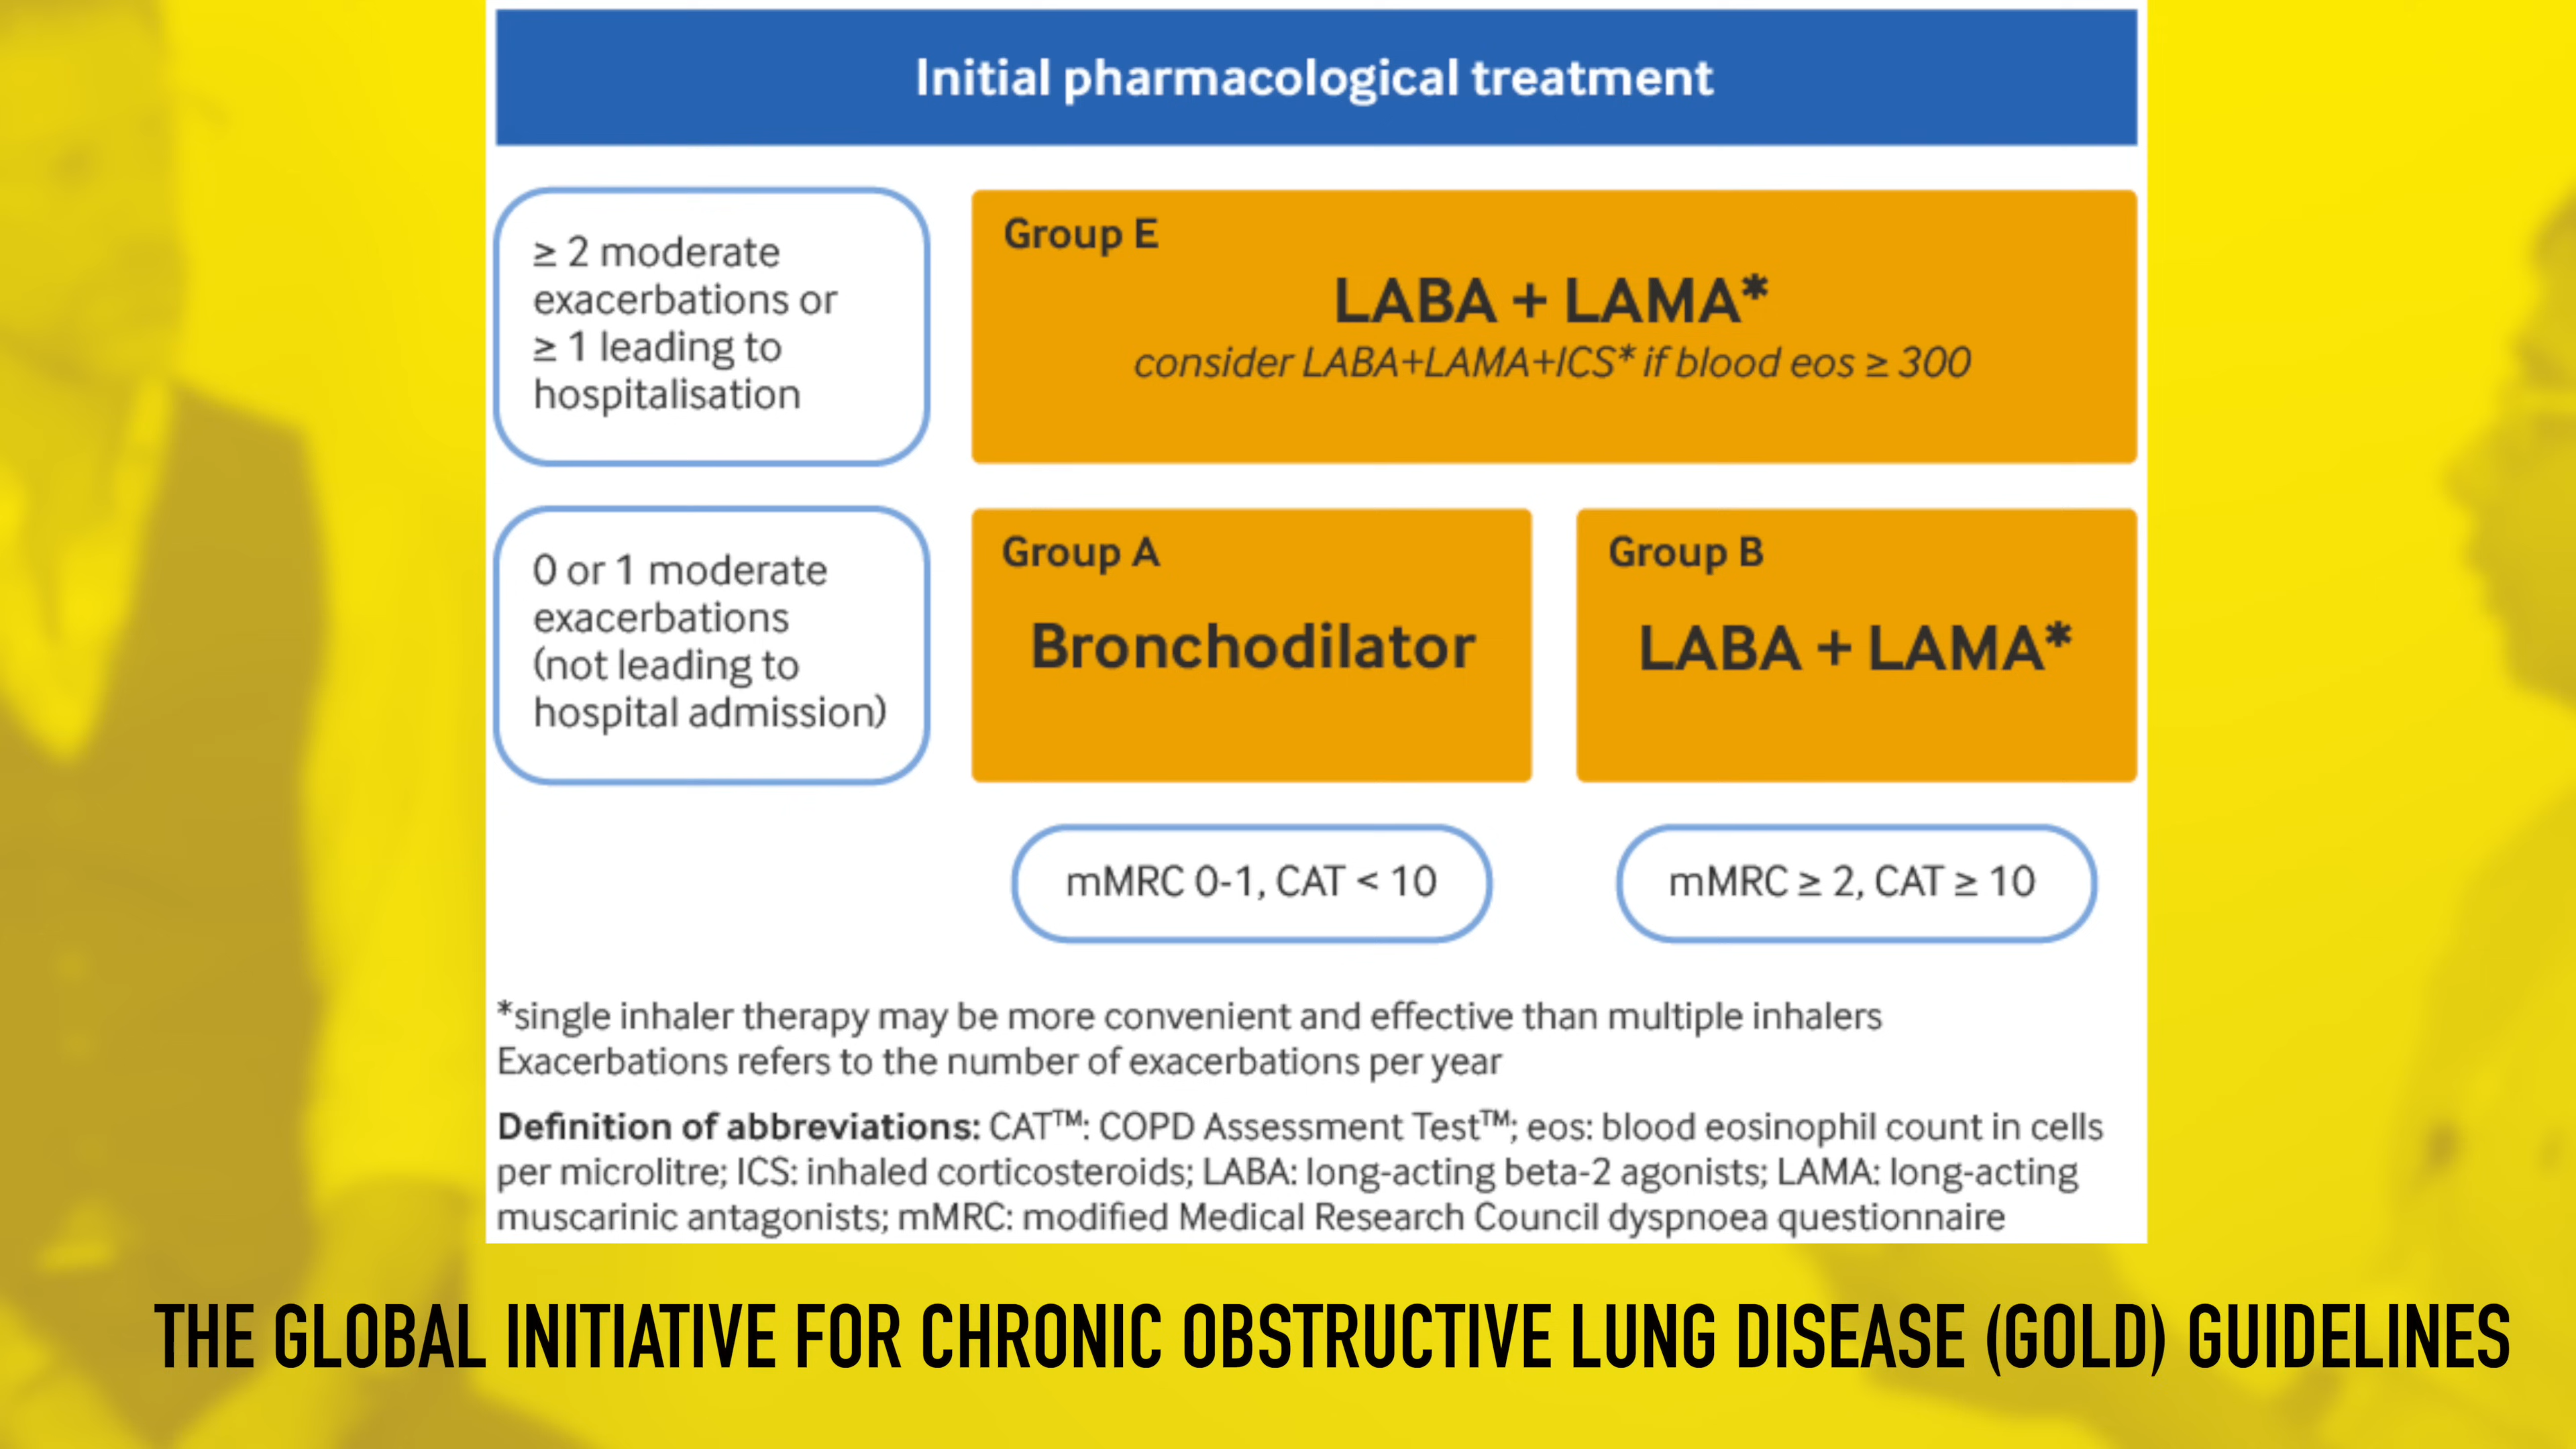 Initial pharmacological treatment
≥ 2 moderate
exacerbations or
≥ 1 leading to
hospitalisation
Group E
LABA + LAMA*
consider LABA+LAMA+ICS* if blood eos ≥ 300
0 or 1 moderate
exacerbations
(not leading to
hospital admission)
Group A
Bronchodilator
Group B
LABA + LAMA*
mMRC 0-1, CAT < 10
mMRC ≥ 2, CAT ≥ 10
*single inhaler therapy may be more convenient and effective than multiple inhalers
Exacerbations refers to the number of exacerbations per year
Definition of abbreviations: CAT™: COPD Assessment Test™; eos: blood eosinophil count in cells
per microlitre; ICS: inhaled corticosteroids; LABA: long-acting beta-2 agonists; LAMA: long-acting
muscarinic antagonists; mMRC: modified Medical Research Council dyspnoea questionnaire
THE GLOBAL INITIATIVE FOR CHRONIC OBSTRUCTIVE LUNG DISEASE (GOLD) GUIDELINES